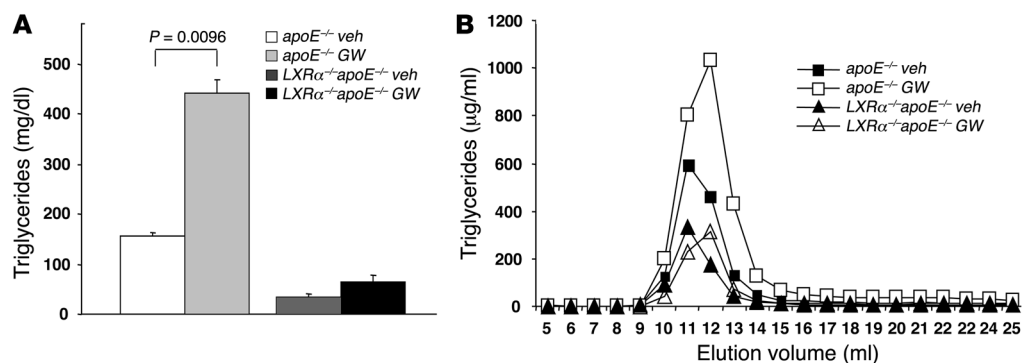 A
P = 0.0096
apoE–/– veh
apoE–/– GW
LXRα–/–apoE–/– veh
LXRα–/–apoE–/– GW
Triglycerides (mg/dl)
500
400
300
200
100
0
B
1200
1000
800
600
400
200
0
Triglycerides (µg/ml)
apoE–/– veh
apoE–/– GW
LXRα–/–apoE–/– veh
LXRα–/–apoE–/– GW
5 6 7 8 9 10 11 12 13 14 15 16 17 18 19 20 21 22 22 24 25
Elution volume (ml)